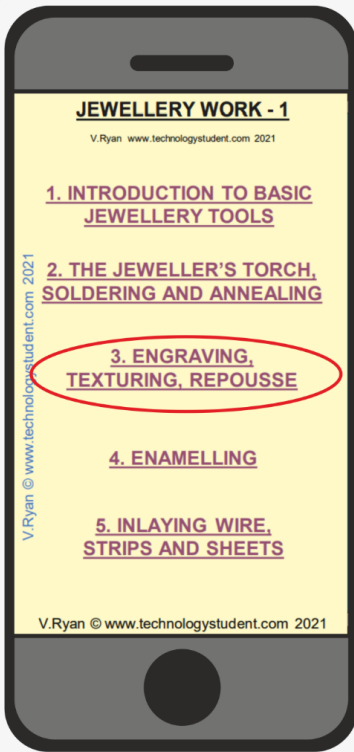 JEWELLERY WORK - 1
V.Ryan www.technologystudent.com 2021
1. INTRODUCTION TO BASIC
JEWELLERY TOOLS
2. THE JEWELLER'S TORCH,
SOLDERING AND ANNEALING
3. ENGRAVING,
TEXTURING, REPOUSSE
4. ENAMELLING
5. INLAYING WIRE,
STRIPS AND SHEETS
V.Ryan © www.technologystudent.com 2021
V.Ryan © www.technologystudent.com 2021